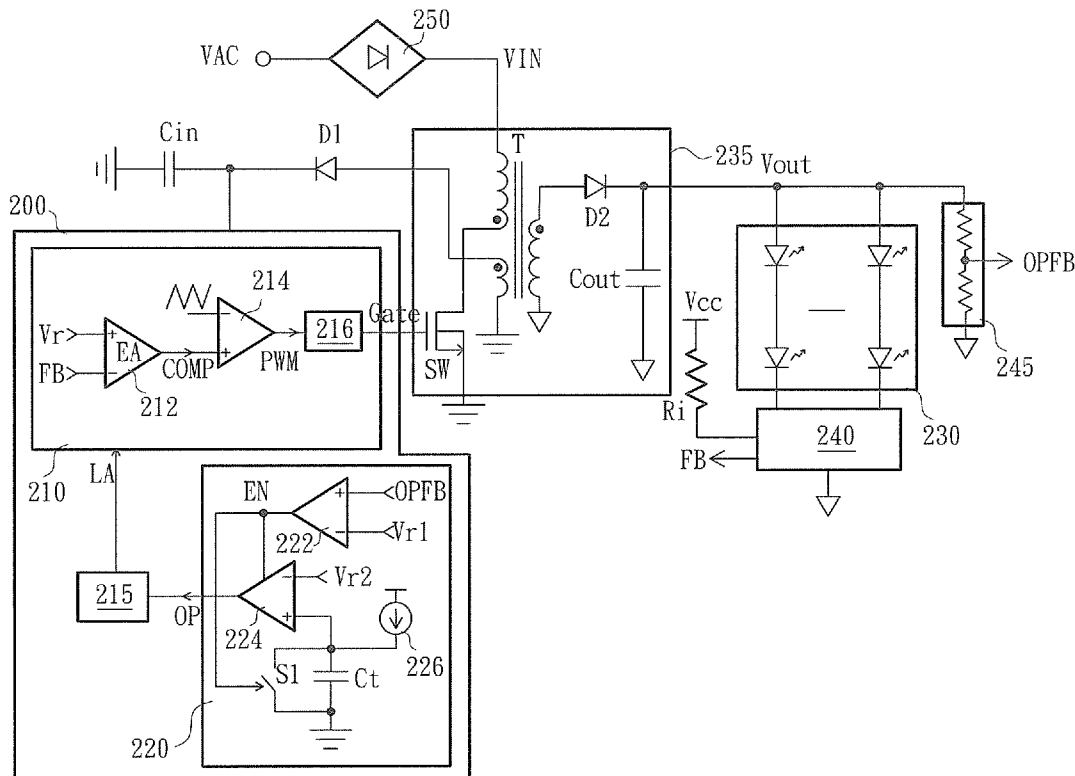 250
VAC
VIN
Cin
D1
T
235
Vout
200
D2
OPFB
214
Cout
Vcc
Gate
Vr
EA
216
FB
COMP
PWM
SW
245
212
Ri
240
230
FB
210
LA
EN
OPFB
222
Vr1
215
Vr2
OP
224
226
S1
Ct
220